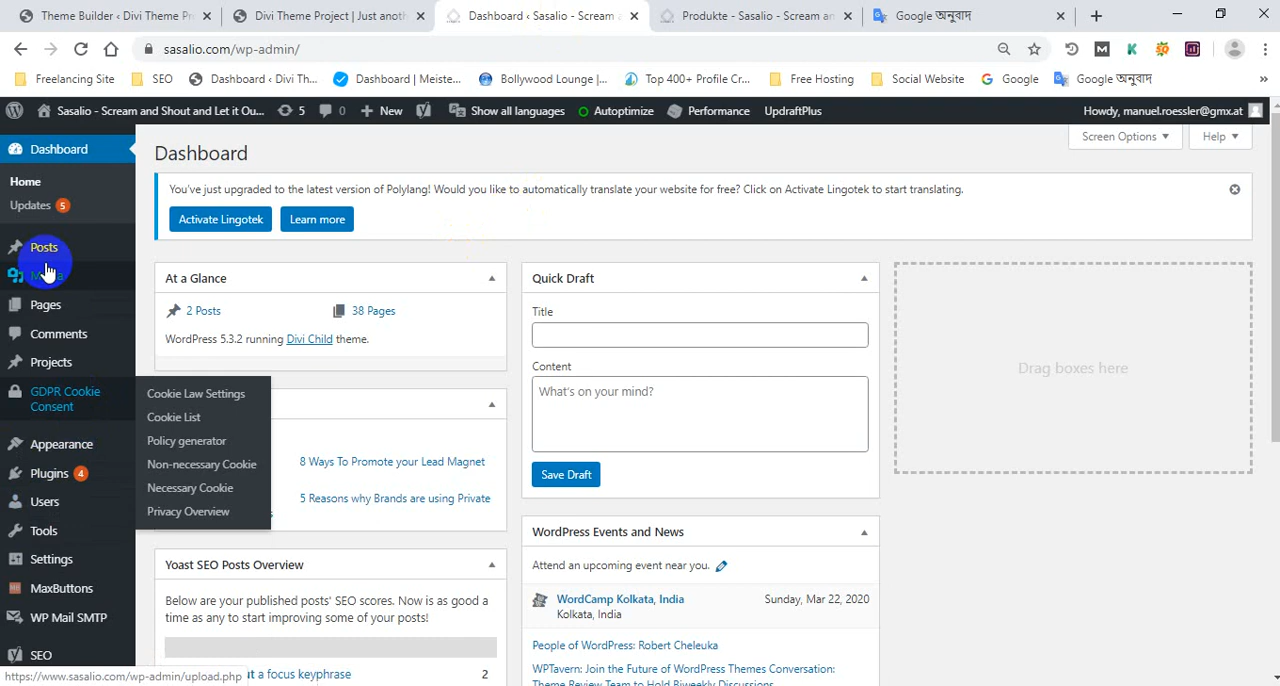 Theme Builder ‹ Divi Theme Pr
Divi Theme Project | Just anoth
Dashboard ‹ Sasalio - Scream a
Produkte - Sasalio - Scream an
Google অনুবাদ
sasalio.com/wp-admin/
Freelancing Site
SEO
Dashboard ‹ Divi Th...
Dashboard | Meiste...
Bollywood Lounge |...
Top 400+ Profile Cr...
Free Hosting
Social Website
Google
Google অনুবাদ
»
Sasalio - Scream and Shout and Let it Ou...
5
0
New
Show all languages
Autoptimize
Performance
UpdraftPlus
Howdy, manuel.roessler@gmx.at
Screen Options
Help
Dashboard
Home
Updates 5
Posts
Pages
Comments
Projects
GDPR Cookie
Consent
Appearance
Plugins 4
Users
Tools
Settings
MaxButtons
WP Mail SMTP
SEO
Cookie Law Settings
Cookie List
Policy generator
Non-necessary Cookie
Necessary Cookie
Privacy Overview
Dashboard
You've just upgraded to the latest version of Polylang! Would you like to automatically translate your website for free? Click on Activate Lingotek to start translating.
Activate Lingotek
Learn more
At a Glance
2 Posts
38 Pages
WordPress 5.3.2 running Divi Child theme.
8 Ways To Promote your Lead Magnet
5 Reasons why Brands are using Private
Yoast SEO Posts Overview
Below are your published posts' SEO scores. Now is as good a
time as any to start improving some of your posts!
ut a focus keyphrase
2
Quick Draft
Title
Content
What's on your mind?
Save Draft
WordPress Events and News
Attend an upcoming event near you.
WordCamp Kolkata, India
Sunday, Mar 22, 2020
Kolkata, India
People of WordPress: Robert Cheleuka
WPTavern: Join the Future of WordPress Themes Conversation:
Theme Review Team to Hold Biweekly Discussions
Drag boxes here
https://www.sasalio.com/wp-admin/upload.php